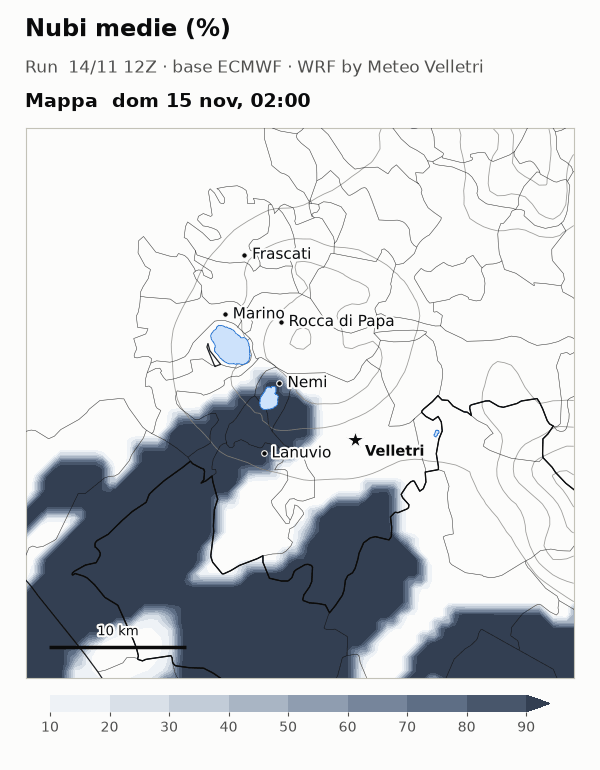 Nubi medie (%)
Run  14/11 12Z · base ECMWF · WRF by Meteo Velletri
Mappa  dom 15 nov, 02:00
Frascati
Marino
Rocca di Papa
Nemi
Velletri
Lanuvio
10 km
10 20 30 40 50 60 70 80 90